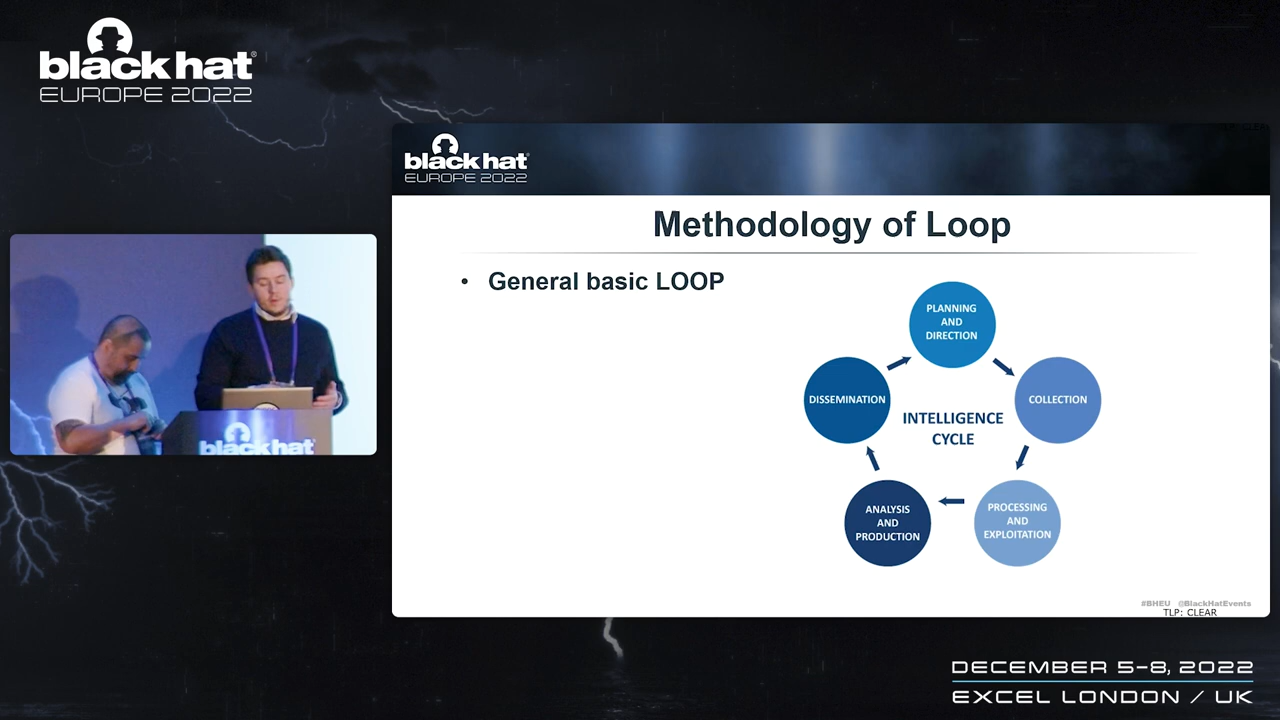 black hat®
EUROPE 2022
black hat®
EUROPE 2022
Methodology of Loop
• General basic LOOP
PLANNING
AND
DIRECTION
DISSEMINATION
COLLECTION
INTELLIGENCE
CYCLE
ANALYSIS
AND
PRODUCTION
PROCESSING
AND
EXPLOITATION
#BHEU @BlackHatEvents
TLP: CLEAR
black hat
DECEMBER 5-8, 2022
EXCEL LONDON / UK